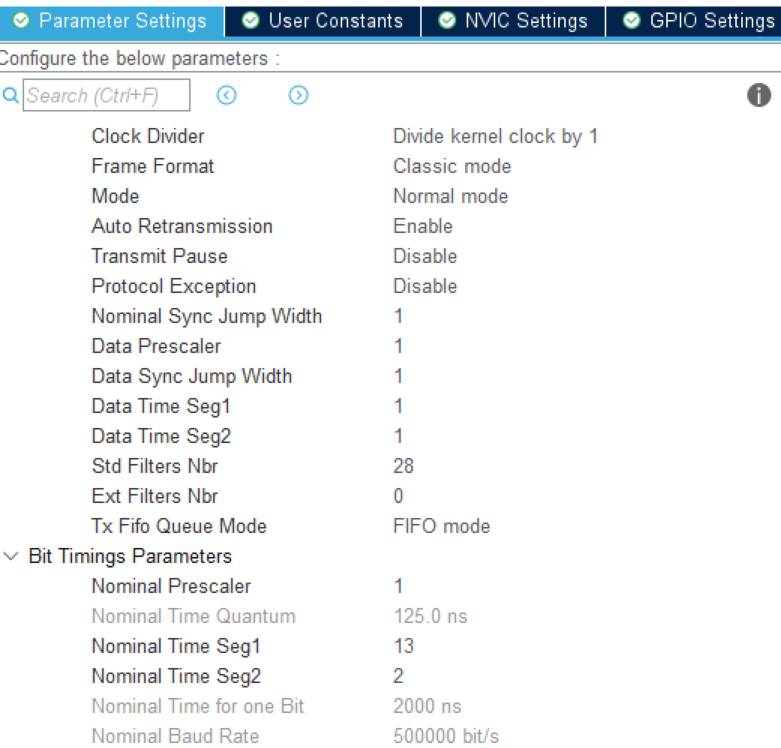 Parameter Settings User Constants NVIC Settings GPIO Settings
Configure the below parameters :
Search (Ctrl+F)
Clock Divider Divide kernel clock by 1
Frame Format Classic mode
Mode Normal mode
Auto Retransmission Enable
Transmit Pause Disable
Protocol Exception Disable
Nominal Sync Jump Width 1
Data Prescaler 1
Data Sync Jump Width 1
Data Time Seg1 1
Data Time Seg2 1
Std Filters Nbr 28
Ext Filters Nbr 0
Tx Fifo Queue Mode FIFO mode
Bit Timings Parameters
Nominal Prescaler 1
Nominal Time Quantum 125.0 ns
Nominal Time Seg1 13
Nominal Time Seg2 2
Nominal Time for one Bit 2000 ns
Nominal Baud Rate 500000 bit/s